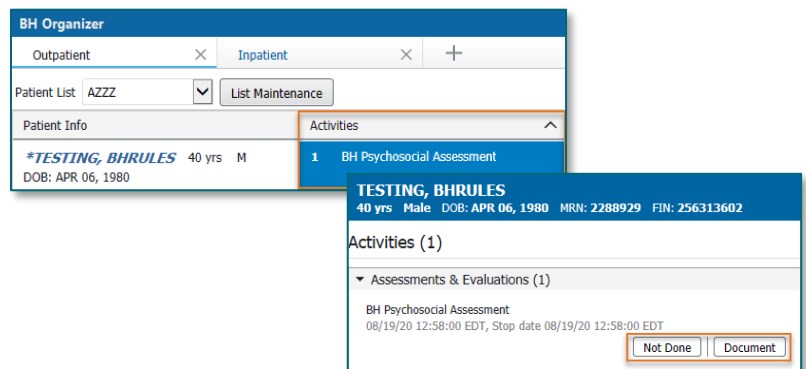 BH Organizer
Outpatient Inpatient
Patient List AZZZ List Maintenance
Patient Info Activities
*TESTING, BHRULES 40 yrs M 1 BH Psychosocial Assessment
DOB: APR 06, 1980
TESTING, BHRULES
40 yrs Male DOB: APR 06, 1980 MRN: 2288929 FIN: 256313602
Activities (1)
Assessments & Evaluations (1)
BH Psychosocial Assessment
08/19/20 12:58:00 EDT, Stop date 08/19/20 12:58:00 EDT
Not Done Document